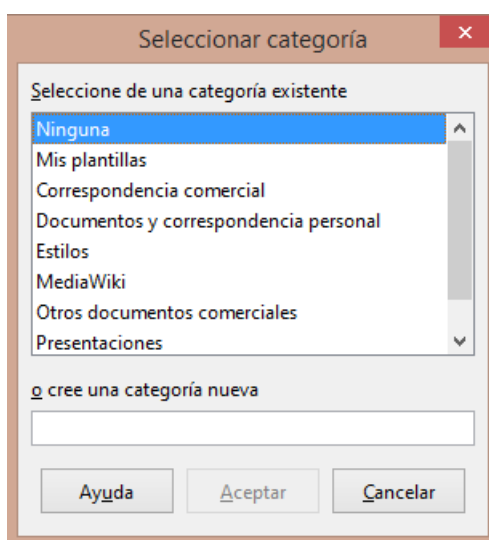 Seleccionar categoría
Seleccione de una categoría existente
Ninguna
Mis plantillas
Correspondencia comercial
Documentos y correspondencia personal
Estilos
MediaWiki
Otros documentos comerciales
Presentaciones
o cree una categoría nueva
Ayuda Aceptar Cancelar